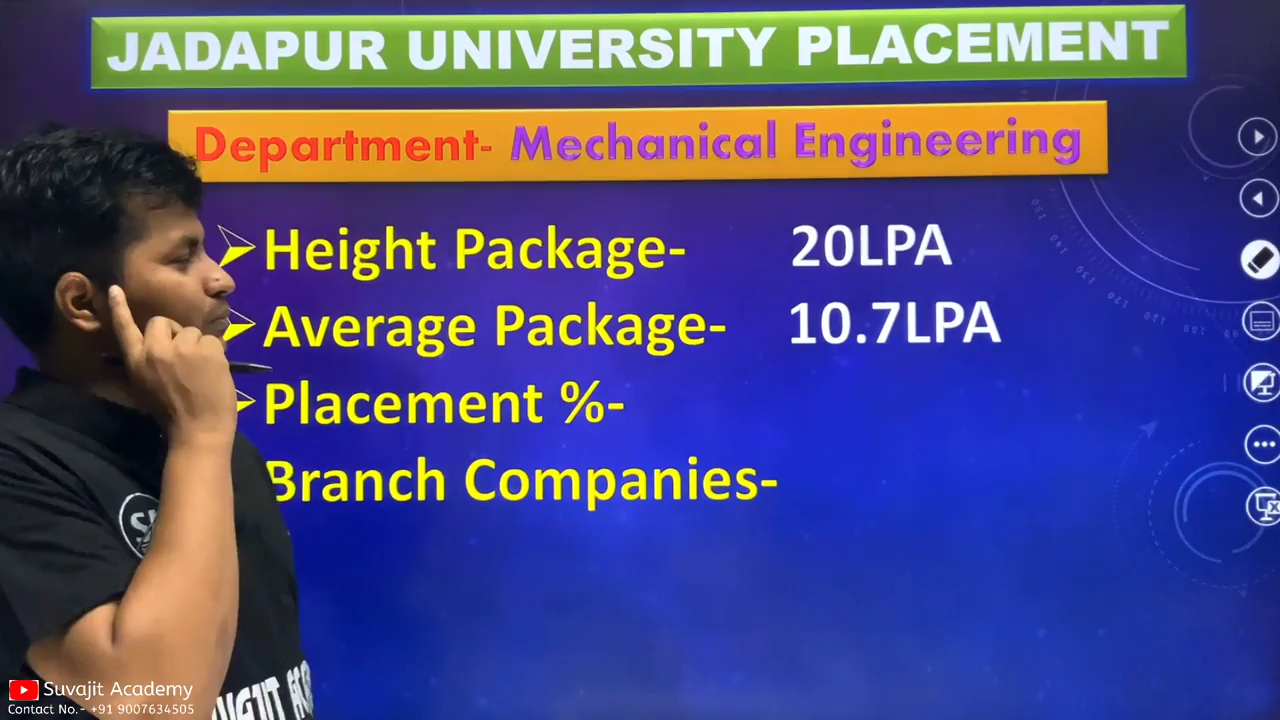 JADAPUR UNIVERSITY PLACEMENT
Department- Mechanical Engineering
Height Package- 20LPA
Average Package- 10.7LPA
Placement %-
Branch Companies-
Suvajit Academy
Contact No.- +91 9007634505